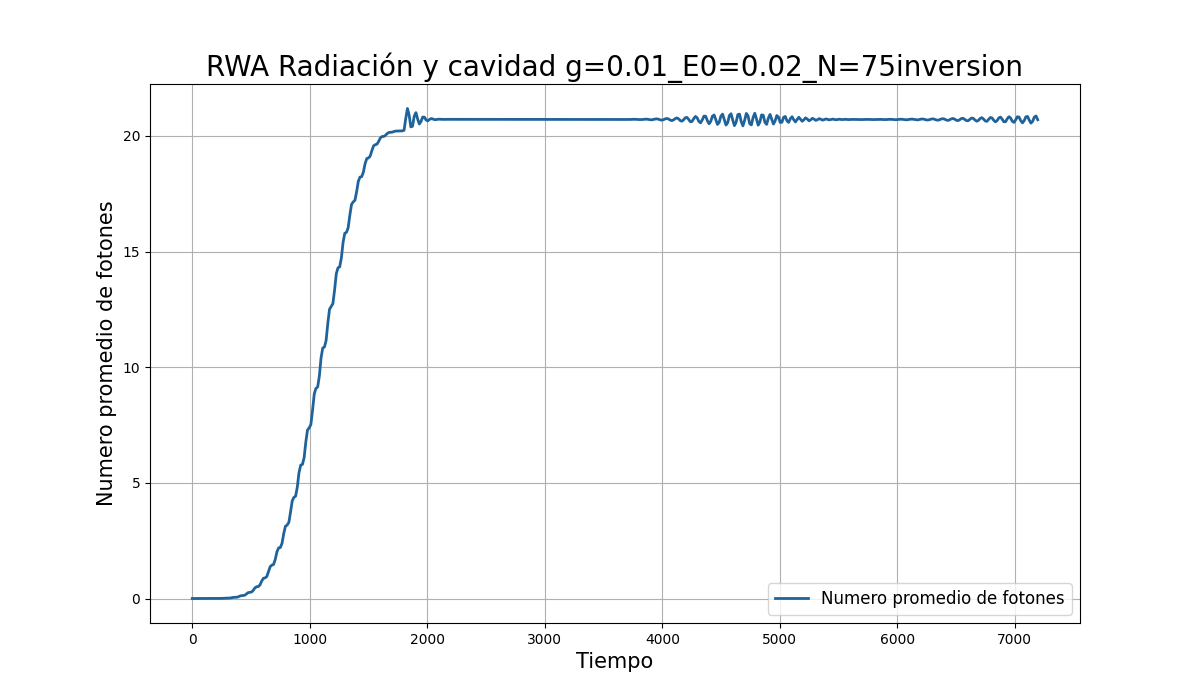 RWA Radiación y cavidad g=0.01_E0=0.02_N=75inversion
Numero promedio de fotones
20
15
10
5
0
Numero promedio de fotones
0 1000 2000 3000 4000 5000 6000 7000
Tiempo